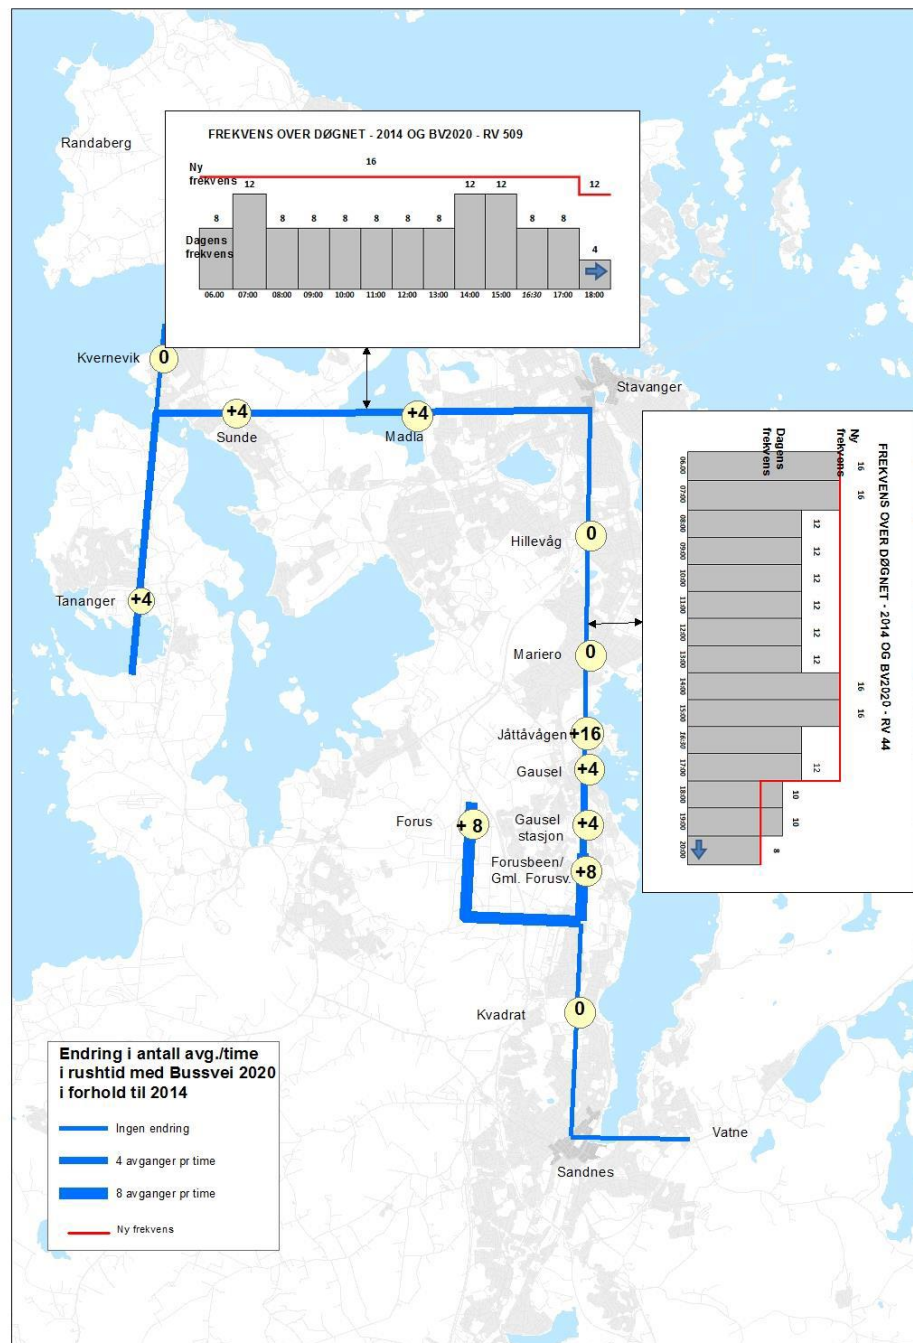 Randaberg
FREKVENS OVER DØGNET - 2014 OG BV2020 - RV 509
16
Ny
frekvens
12 12 12 12
8 8 8 8 8 8 8 8 8
Dagens
frekvens
4
06:00 07:00 08:00 09:00 10:00 11:00 12:00 13:00 14:00 15:00 16:30 17:00 18:00
Kvernevik
0
Stavanger
+4
Sunde
+4
Madla
FREKVENS OVER DØGNET - 2014 OG BV2020 - RV 44
Ny
frekvens
Dagens
frekvens
16 16 12 12 12 12 12 12 16 16 12 10 10 8
06:00 07:00 08:00 09:00 10:00 11:00 12:00 13:00 14:00 15:00 16:30 17:00 18:00 19:00 20:00
Hillevåg
0
Tananger
+4
Mariero
0
Jåttåvågen
+16
Gausel
+4
Forus
+ 8
Gausel
stasjon
+4
Forusbeen/
Gml. Forusv.
+8
Kvadrat
0
Endring i antall avg./time
i rushtid med Bussvei 2020
i forhold til 2014
Ingen endring
4 avganger pr time
8 avganger pr time
Ny frekvens
Vatne
Sandnes